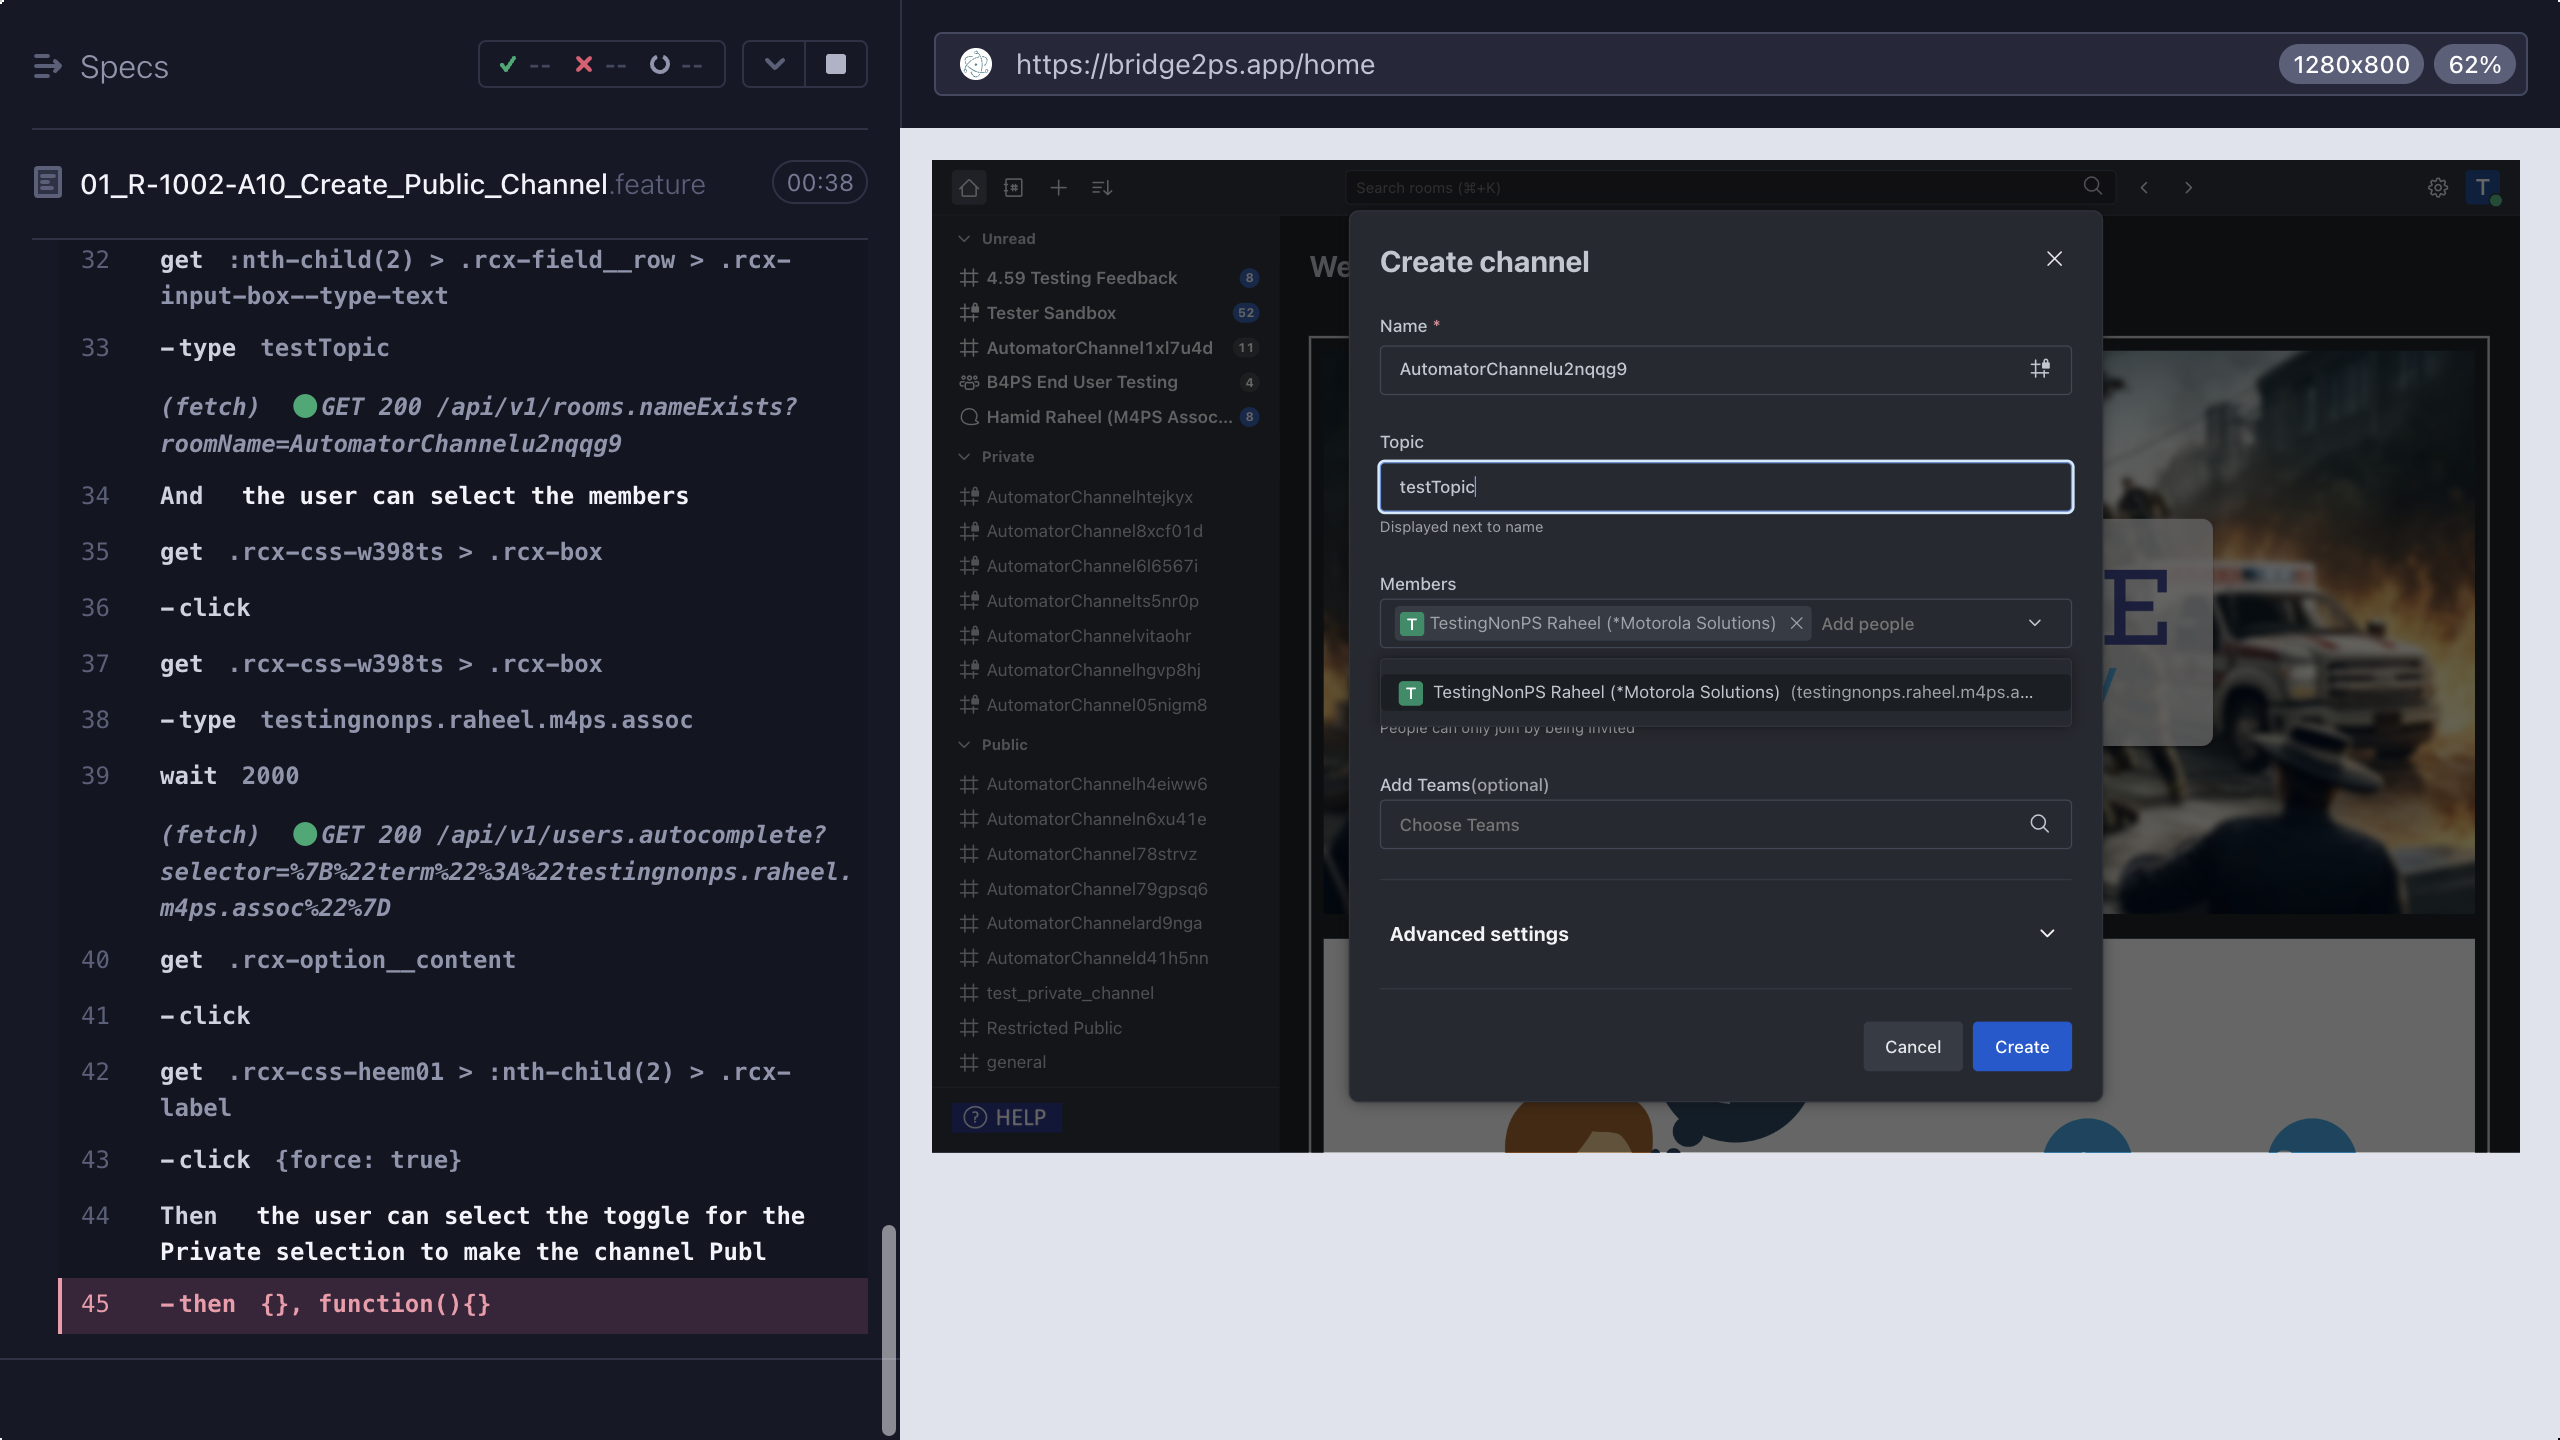 Specs
-- -- --
01_R-1002-A10_Create_Public_Channel.feature 00:38
32 get :nth-child(2) > .rcx-field__row > .rcx-
input-box--type-text
33 -type testTopic
(fetch) GET 200 /api/v1/rooms.nameExists?
roomName=AutomatorChannelu2nqqg9
34 And the user can select the members
35 get .rcx-css-w398ts > .rcx-box
36 -click
37 get .rcx-css-w398ts > .rcx-box
38 -type testingnonps.raheel.m4ps.assoc
39 wait 2000
(fetch) GET 200 /api/v1/users.autocomplete?
selector=%7B%22term%22%3A%22testingnonps.raheel.
m4ps.assoc%22%7D
40 get .rcx-option__content
41 -click
42 get .rcx-css-heem01 > :nth-child(2) > .rcx-
label
43 -click {force: true}
44 Then the user can select the toggle for the
Private selection to make the channel Publ
45 -then {}, function(){}
https://bridge2ps.app/home 1280x800 62%
Search rooms (⌘+K)
T
Unread
4.59 Testing Feedback 8
Tester Sandbox 52
AutomatorChannel1xl7u4d 11
B4PS End User Testing 4
Hamid Raheel (M4PS Assoc... 8
Private
AutomatorChannelhtejkyx
AutomatorChannel8xcf01d
AutomatorChannel6l6567i
AutomatorChannelts5nr0p
AutomatorChannelvitaohr
AutomatorChannelhgvp8hj
AutomatorChannel05nigm8
Public
AutomatorChannelh4eiww6
AutomatorChanneln6xu41e
AutomatorChannel78strvz
AutomatorChannel79gpsq6
AutomatorChannelard9nga
AutomatorChanneld41h5nn
test_private_channel
Restricted Public
general
? HELP
We
E
Create channel
Name *
AutomatorChannelu2nqqg9
Topic
testTopic
Displayed next to name
Members
T TestingNonPS Raheel (*Motorola Solutions) Add people
T TestingNonPS Raheel (*Motorola Solutions) (testingnonps.raheel.m4ps.a...
People can only join by being invited
Add Teams(optional)
Choose Teams
Advanced settings
Cancel Create